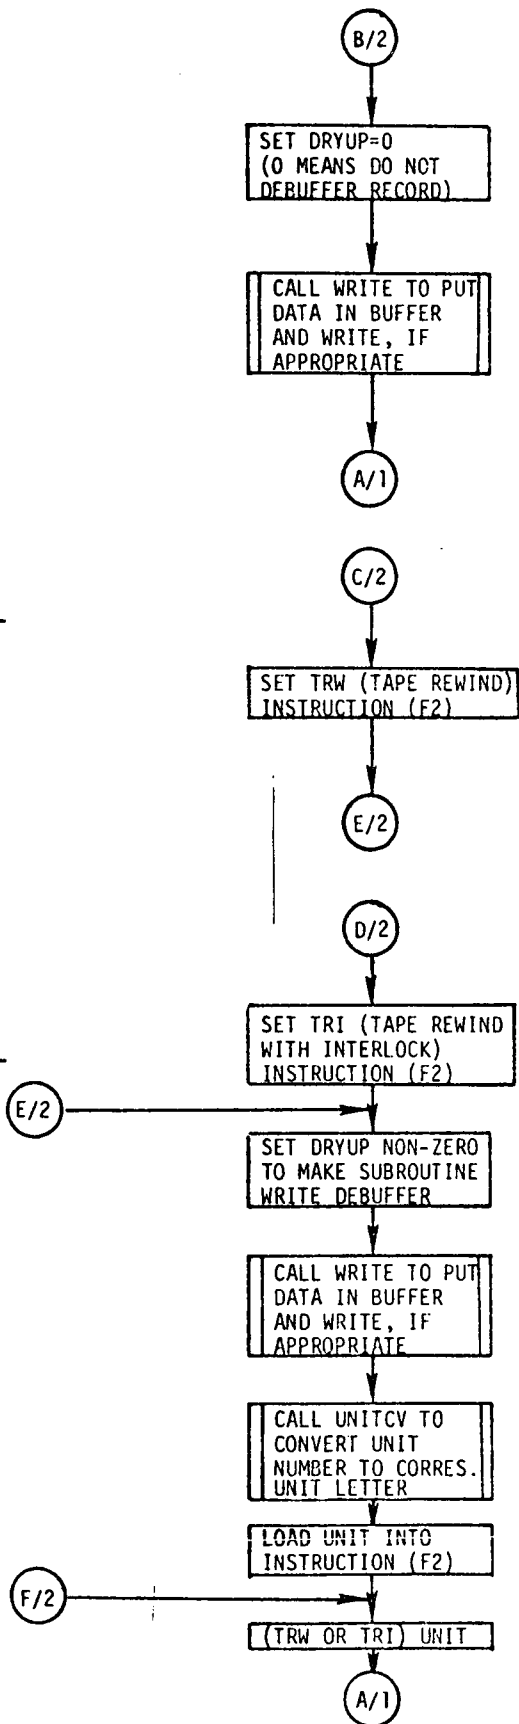 B/2
SET DRYUP=0
(0 MEANS DO NOT
DEBUFFER RECORD)
CALL WRITE TO PUT
DATA IN BUFFER
AND WRITE, IF
APPROPRIATE
A/1
C/2
SET TRW (TAPE REWIND)
INSTRUCTION (F2)
E/2
D/2
SET TRI (TAPE REWIND
WITH INTERLOCK)
INSTRUCTION (F2)
E/2
SET DRYUP NON-ZERO
TO MAKE SUBROUTINE
WRITE DEBUFFER
CALL WRITE TO PUT
DATA IN BUFFER
AND WRITE, IF
APPROPRIATE
CALL UNITCV TO
CONVERT UNIT
NUMBER TO CORRES.
UNIT LETTER
LOAD UNIT INTO
INSTRUCTION (F2)
F/2
(TRW OR TRI) UNIT
A/1